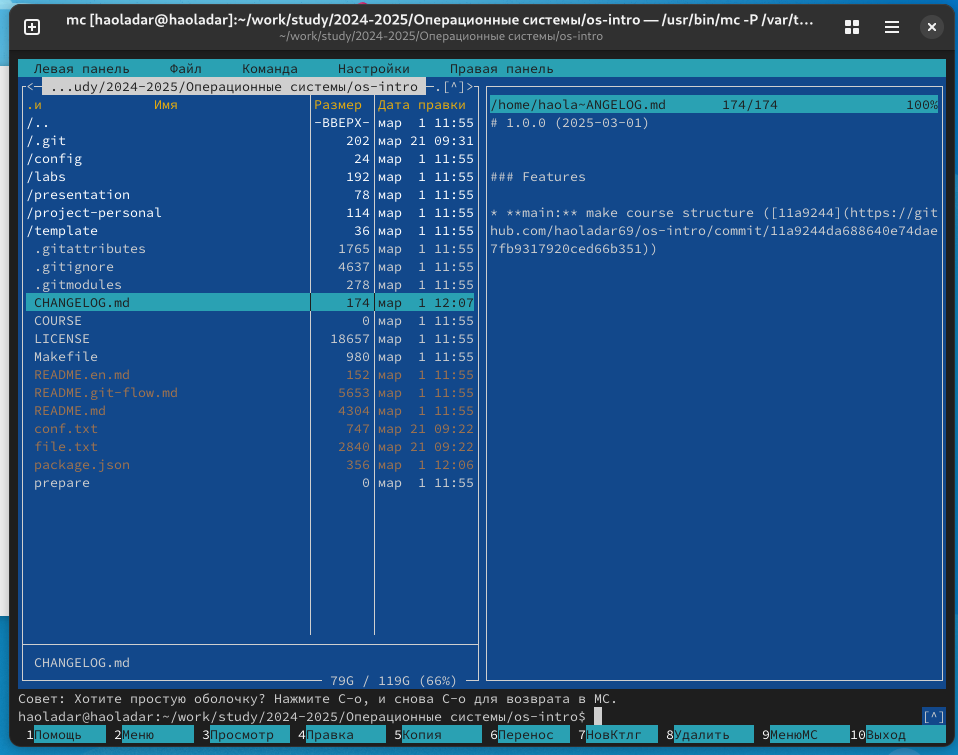 mc [haoladar@haoladar]:~/work/study/2024-2025/Операционные системы/os-intro — /usr/bin/mc -P /var/t...
~/work/study/2024-2025/Операционные системы/os-intro
Левая панель Файл Команда Настройки Правая панель
<─ ...udy/2024-2025/Операционные системы/os-intro ─.[^]>
.и Имя Размер Дата правки
/.. -ВВЕРХ- мар 1 11:55
/.git 202 мар 21 09:31
/config 24 мар 1 11:55
/labs 192 мар 1 11:55
/presentation 78 мар 1 11:55
/project-personal 114 мар 1 11:55
/template 36 мар 1 11:55
.gitattributes 1765 мар 1 11:55
.gitignore 4637 мар 1 11:55
.gitmodules 278 мар 1 11:55
CHANGELOG.md 174 мар 1 12:07
COURSE 0 мар 1 11:55
LICENSE 18657 мар 1 11:55
Makefile 980 мар 1 11:55
README.en.md 152 мар 1 11:55
README.git-flow.md 5653 мар 1 11:55
README.md 4304 мар 1 11:55
conf.txt 747 мар 21 09:22
file.txt 2840 мар 21 09:22
package.json 356 мар 1 12:06
prepare 0 мар 1 11:55
CHANGELOG.md
79G / 119G (66%)
/home/haola~ANGELOG.md 174/174 100%
# 1.0.0 (2025-03-01)
### Features
* **main:** make course structure ([11a9244](https://git
hub.com/haoladar69/os-intro/commit/11a9244da688640e74dae
7fb9317920ced66b351))
Совет: Хотите простую оболочку? Нажмите C-o, и снова C-o для возврата в MC.
haoladar@haoladar:~/work/study/2024-2025/Операционные системы/os-intro$ [^]
1Помощь 2Меню 3Просмотр 4Правка 5Копия 6Перенос 7НовКтлг 8Удалить 9МенюMC 10Выход